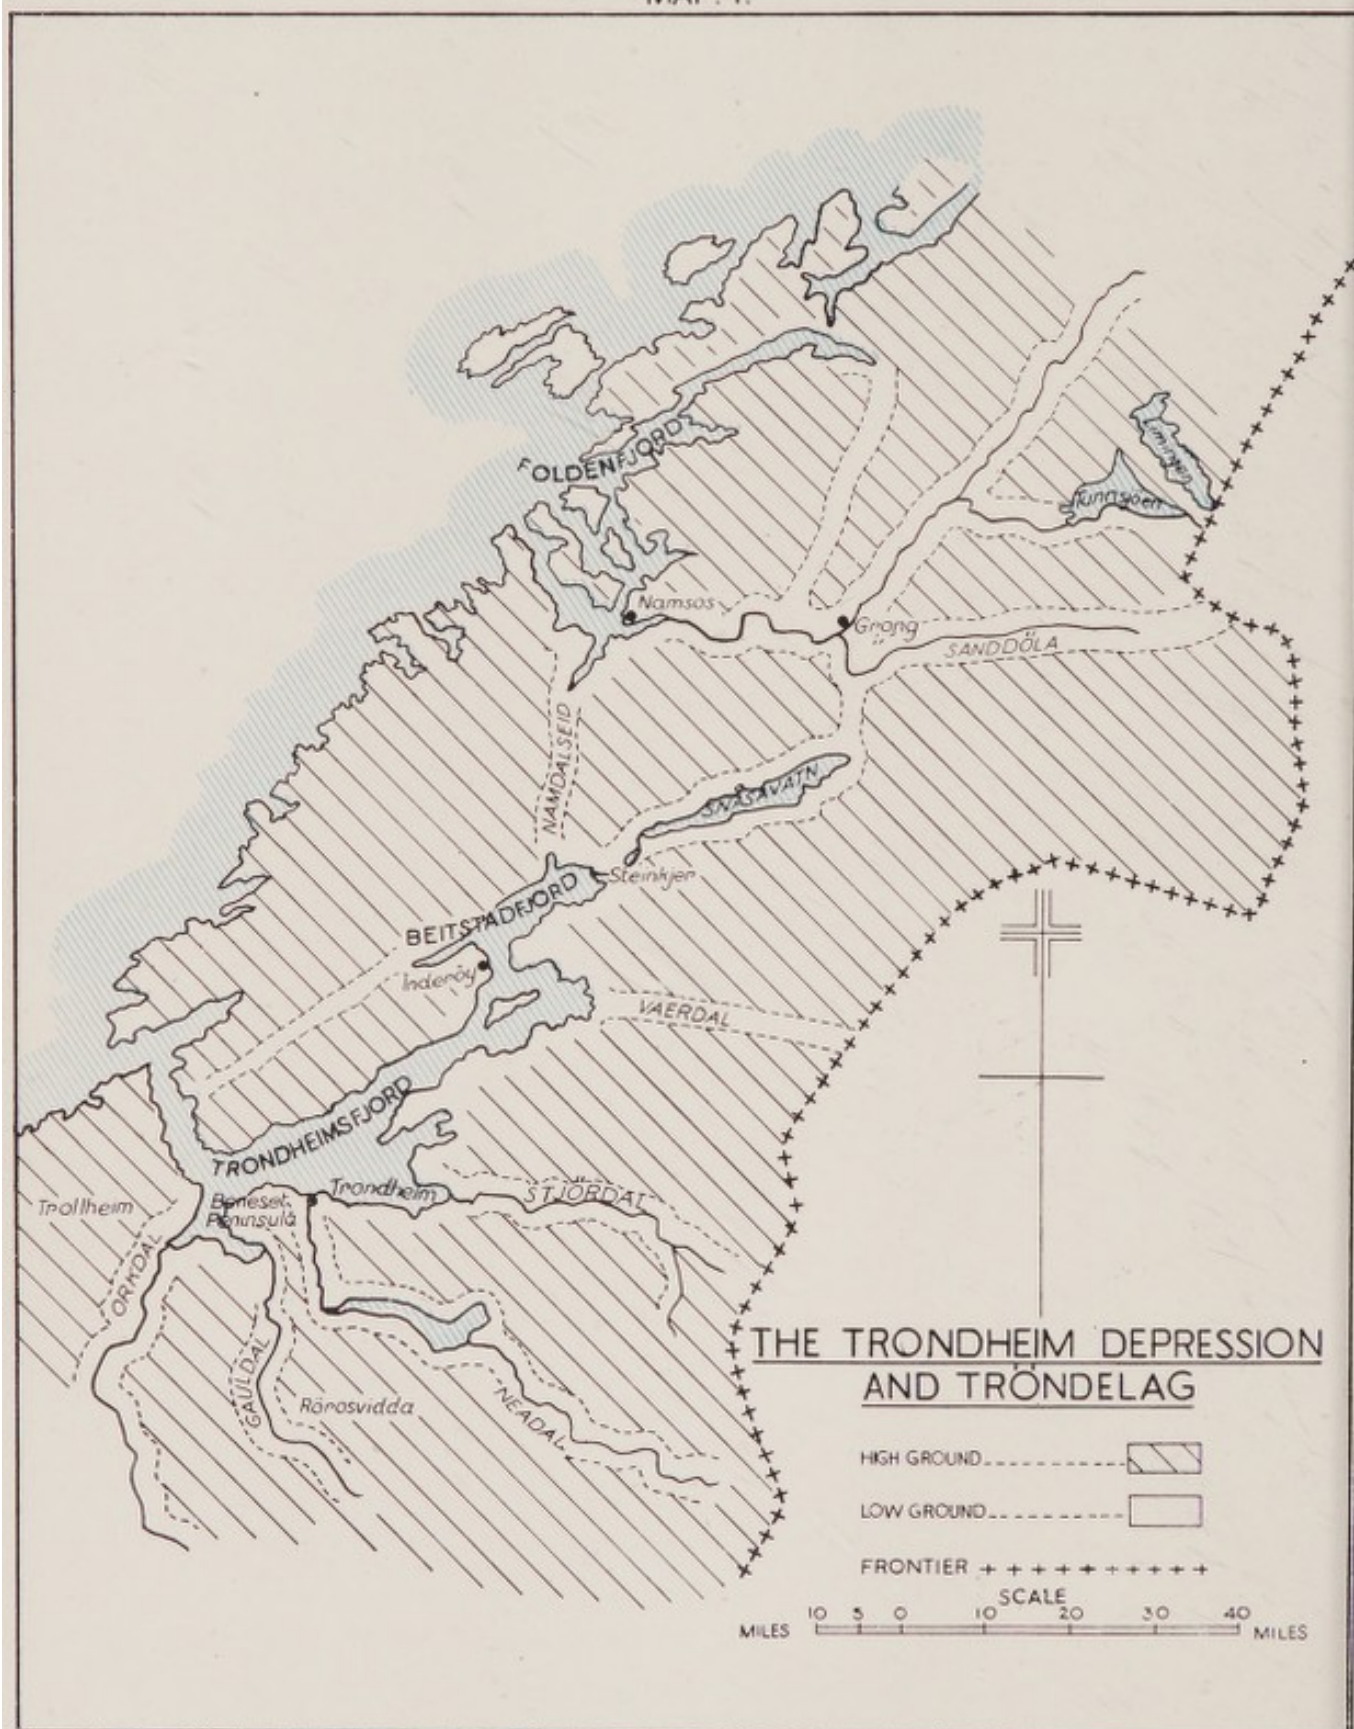 FOLDENFJORD
Limingen
Tunnsjöen
Namsos
Grong
SANDDÖLA
NAMDALSEID
SNÅSAVATN
Steinkjer
BEITSTADFJORD
Inderöy
VAERDAL
TRONDHEIMSFJORD
Trondheim
STJÖRDAL
Trollheim
Beneset
Peninsula
ORKDAL
GAULDAL
Rörosvidda
NEADAL
THE TRONDHEIM DEPRESSION
AND TRÖNDELAG
HIGH GROUND
LOW GROUND
FRONTIER
SCALE
10 5 0 10 20 30 40
MILES MILES